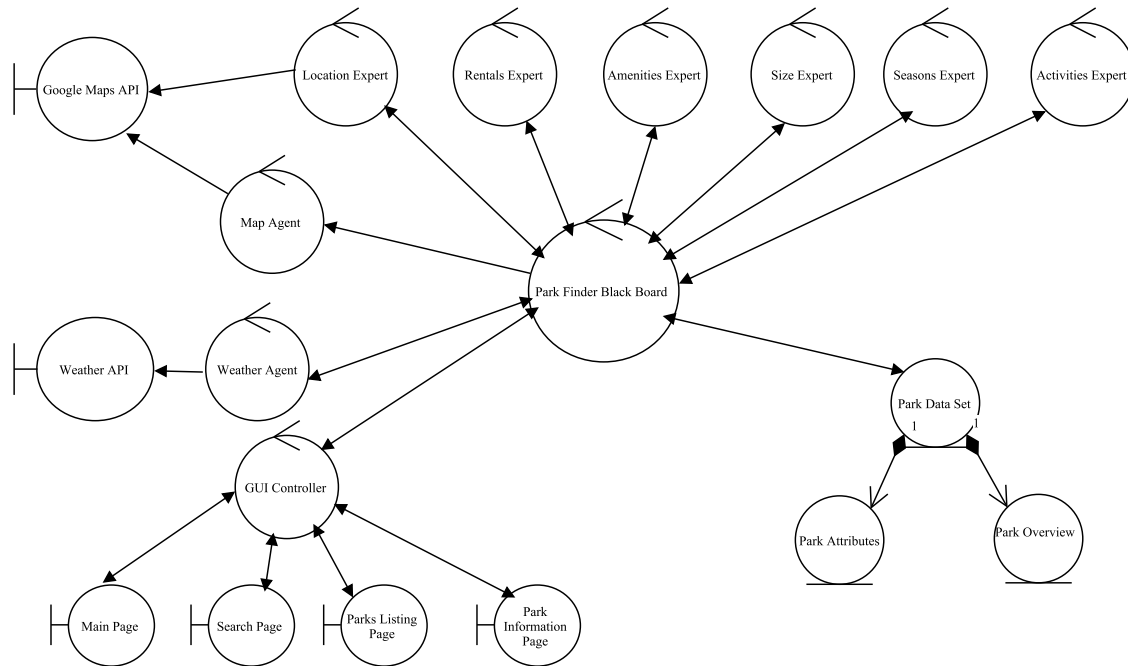 Google Maps API
Location Expert
Rentals Expert
Amenities Expert
Size Expert
Seasons Expert
Activities Expert
Map Agent
Park Finder Black Board
Weather API
Weather Agent
Park Data Set
1
1
GUI Controller
Park Attributes
Park Overview
Main Page
Search Page
Parks Listing
Page
Park
Information
Page